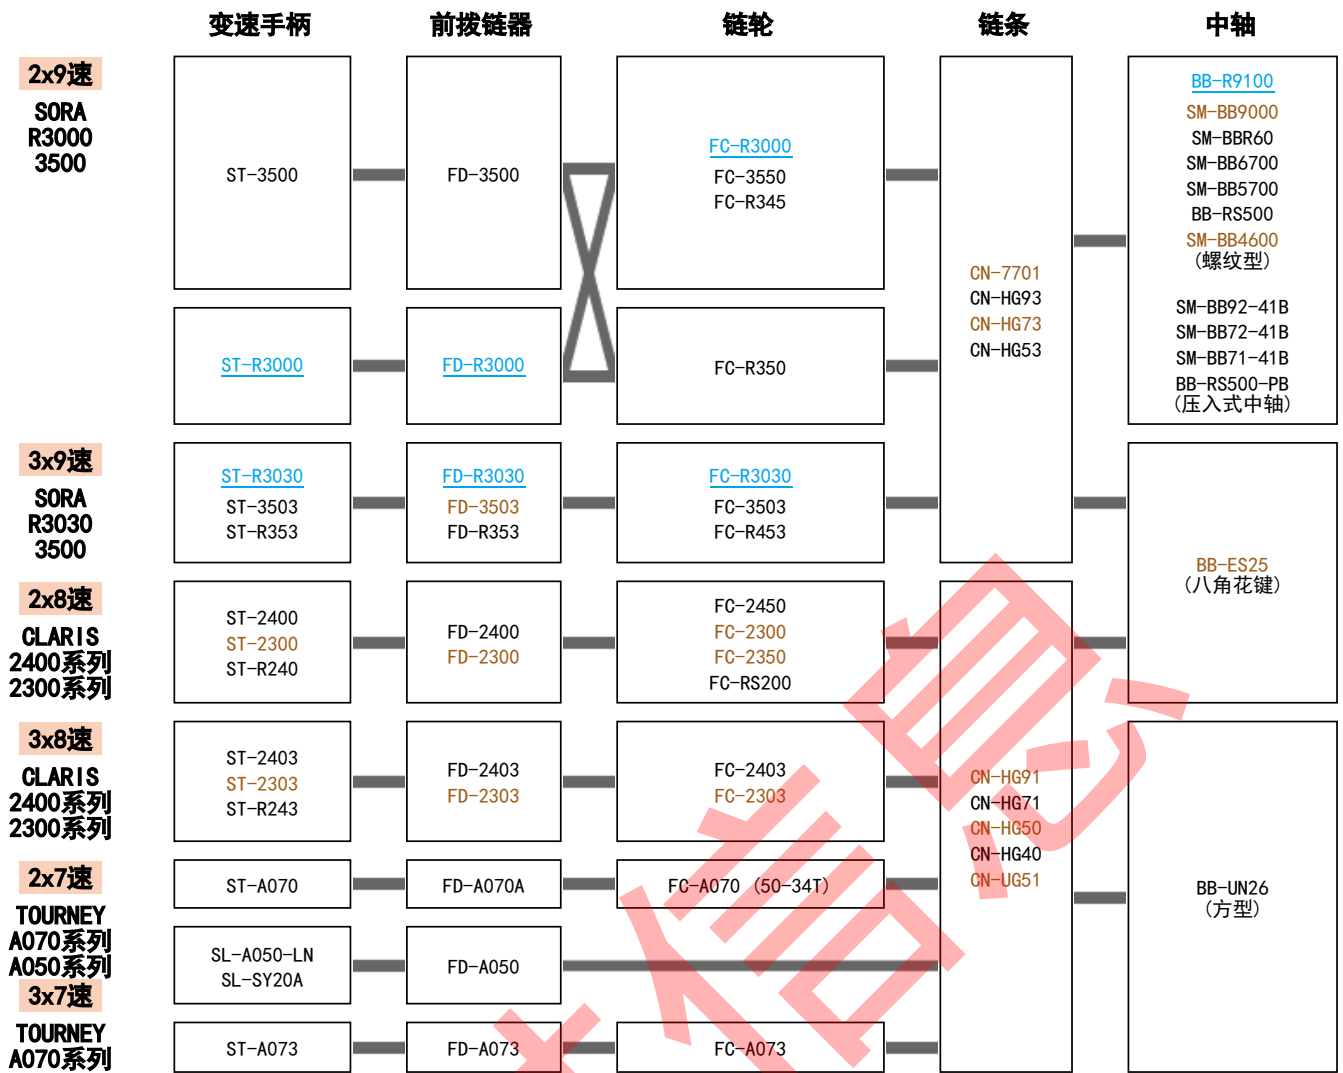 变速手柄 前拨链器 链轮 链条 中轴
2x9速
SORA
R3000
3500
ST-3500
FD-3500
FC-R3000
FC-3550
FC-R345
ST-R3000
FD-R3000
FC-R350
CN-7701
CN-HG93
CN-HG73
CN-HG53
BB-R9100
SM-BB9000
SM-BBR60
SM-BB6700
SM-BB5700
BB-RS500
SM-BB4600
(螺纹型)
SM-BB92-41B
SM-BB72-41B
SM-BB71-41B
BB-RS500-PB
(压入式中轴)
3x9速
SORA
R3030
3500
ST-R3030
ST-3503
ST-R353
FD-R3030
FD-3503
FD-R353
FC-R3030
FC-3503
FC-R453
BB-ES25
(八角花键)
2x8速
CLARIS
2400系列
2300系列
ST-2400
ST-2300
ST-R240
FD-2400
FD-2300
FC-2450
FC-2300
FC-2350
FC-RS200
3x8速
CLARIS
2400系列
2300系列
ST-2403
ST-2303
ST-R243
FD-2403
FD-2303
FC-2403
FC-2303
CN-HG91
CN-HG71
CN-HG50
CN-HG40
CN-UG51
BB-UN26
(方型)
2x7速
TOURNEY
A070系列
A050系列
ST-A070
FD-A070A
FC-A070 (50-34T)
SL-A050-LN
SL-SY20A
FD-A050
3x7速
TOURNEY
A070系列
ST-A073
FD-A073
FC-A073
信息